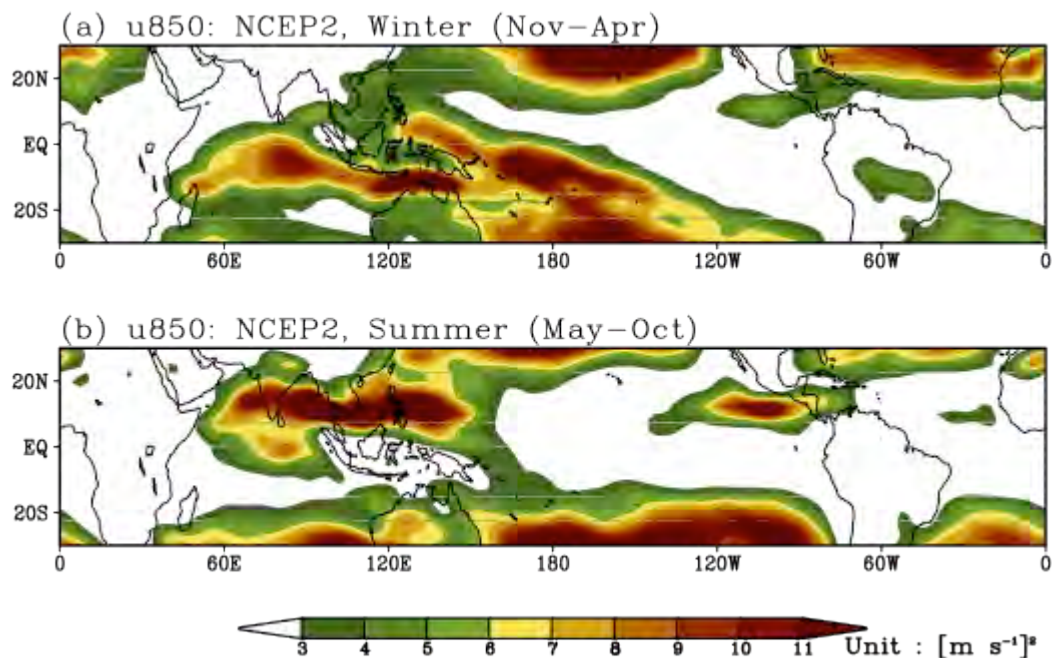 (a) u850: NCEP2, Winter (Nov–Apr)
20N
EQ
20S
0 60E 120E 180 120W 60W 0
(b) u850: NCEP2, Summer (May–Oct)
20N
EQ
20S
0 60E 120E 180 120W 60W 0
3 4 5 6 7 8 9 10 11 Unit : [m s⁻¹]²